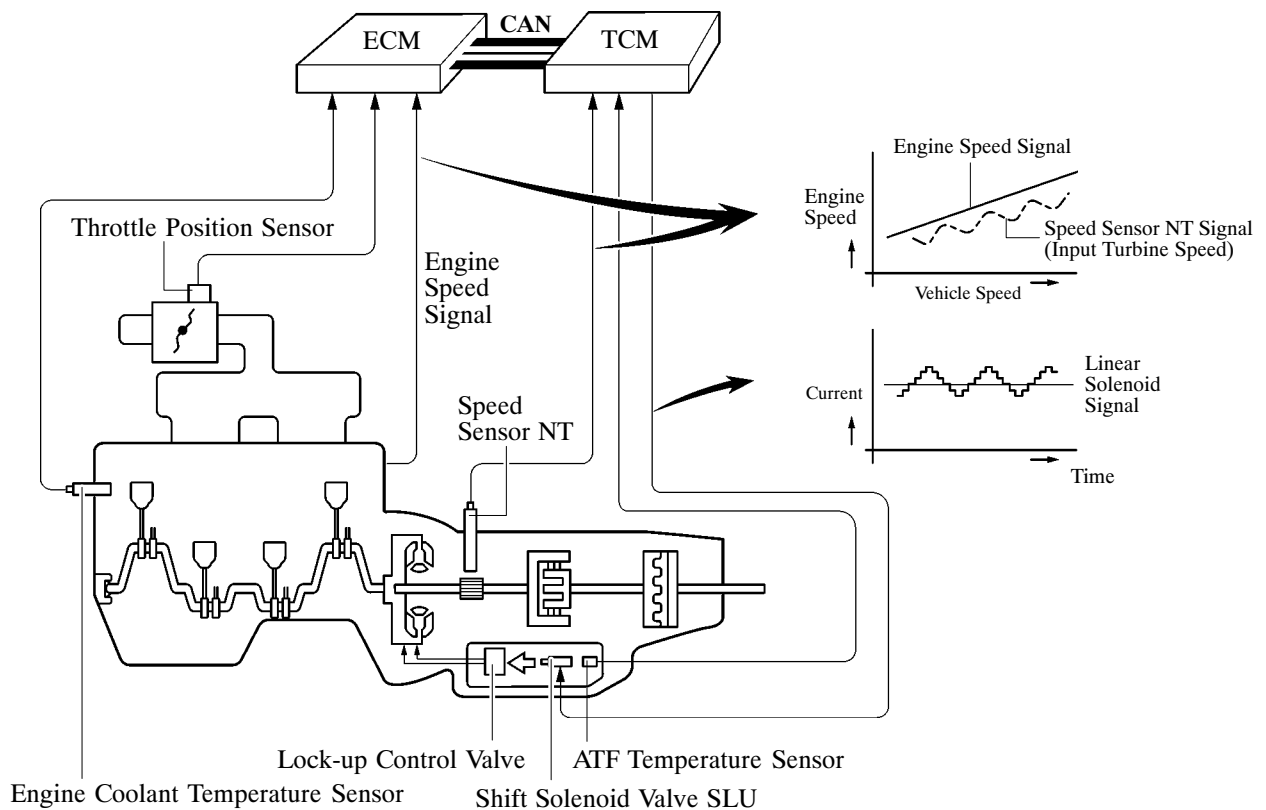 CAN
ECM
TCM
Engine Speed Signal
Engine
Speed
Speed Sensor NT Signal
(Input Turbine Speed)
Vehicle Speed
Throttle Position Sensor
Engine
Speed
Signal
Linear
Solenoid
Signal
Current
Time
Speed
Sensor NT
Lock-up Control Valve
ATF Temperature Sensor
Engine Coolant Temperature Sensor
Shift Solenoid Valve SLU